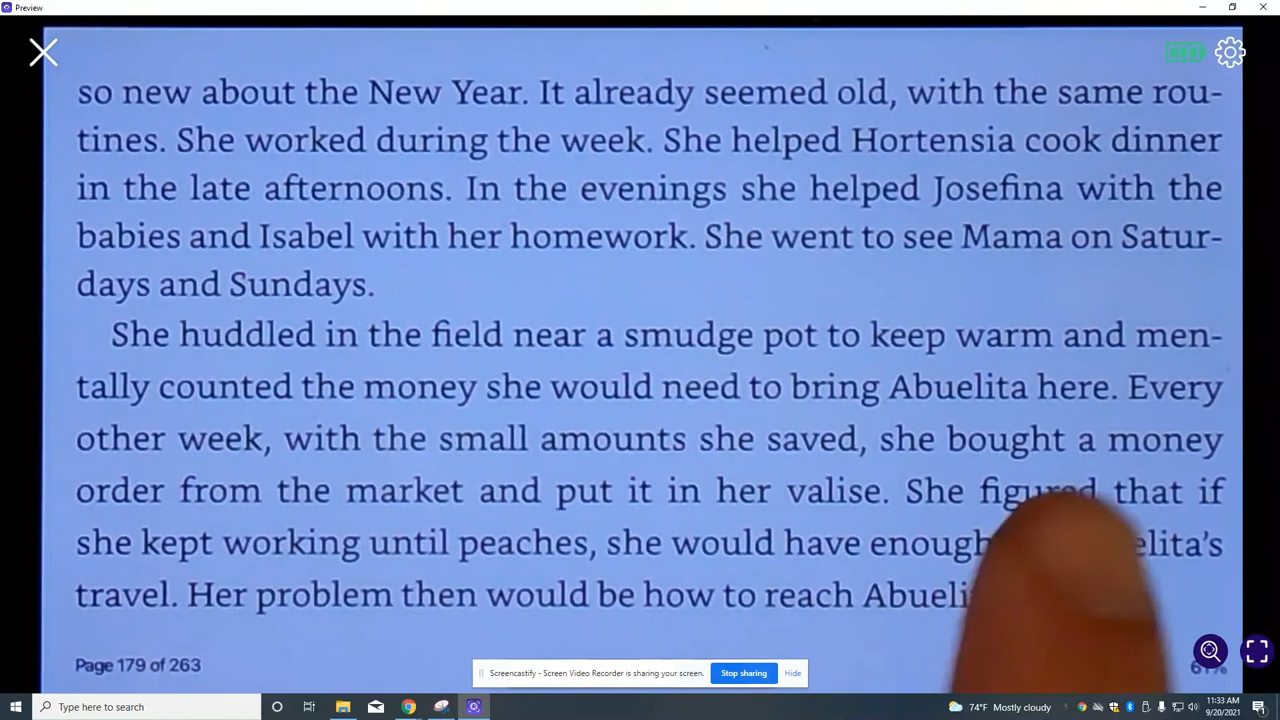 Preview
so new about the New Year. It already seemed old, with the same rou-
tines. She worked during the week. She helped Hortensia cook dinner
in the late afternoons. In the evenings she helped Josefina with the
babies and Isabel with her homework. She went to see Mama on Satur-
days and Sundays.
She huddled in the field near a smudge pot to keep warm and men-
tally counted the money she would need to bring Abuelita here. Every
other week, with the small amounts she saved, she bought a money
order from the market and put it in her valise. She figured that if
she kept working until peaches, she would have enough
travel. Her problem then would be how to reach
Page 179 of 263
61%
Screencastify - Screen Video Recorder is sharing your screen.
Stop sharing
Hide
Type here to search
74°F Mostly cloudy
11:33 AM
9/20/2021